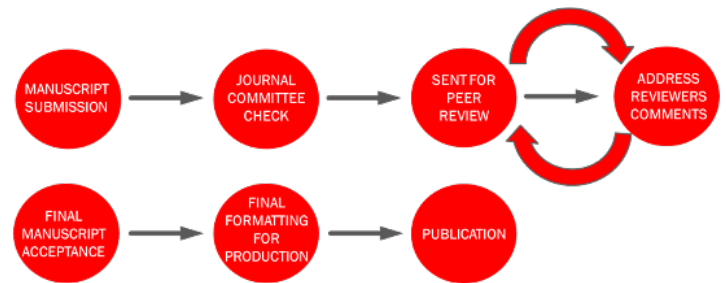 MANUSCRIPT
SUBMISSION
JOURNAL
COMMITTEE
CHECK
SENT FOR
PEER
REVIEW
ADDRESS
REVIEWERS
COMMENTS
FINAL
MANUSCRIPT
ACCEPTANCE
FINAL
FORMATTING
FOR
PRODUCTION
PUBLICATION